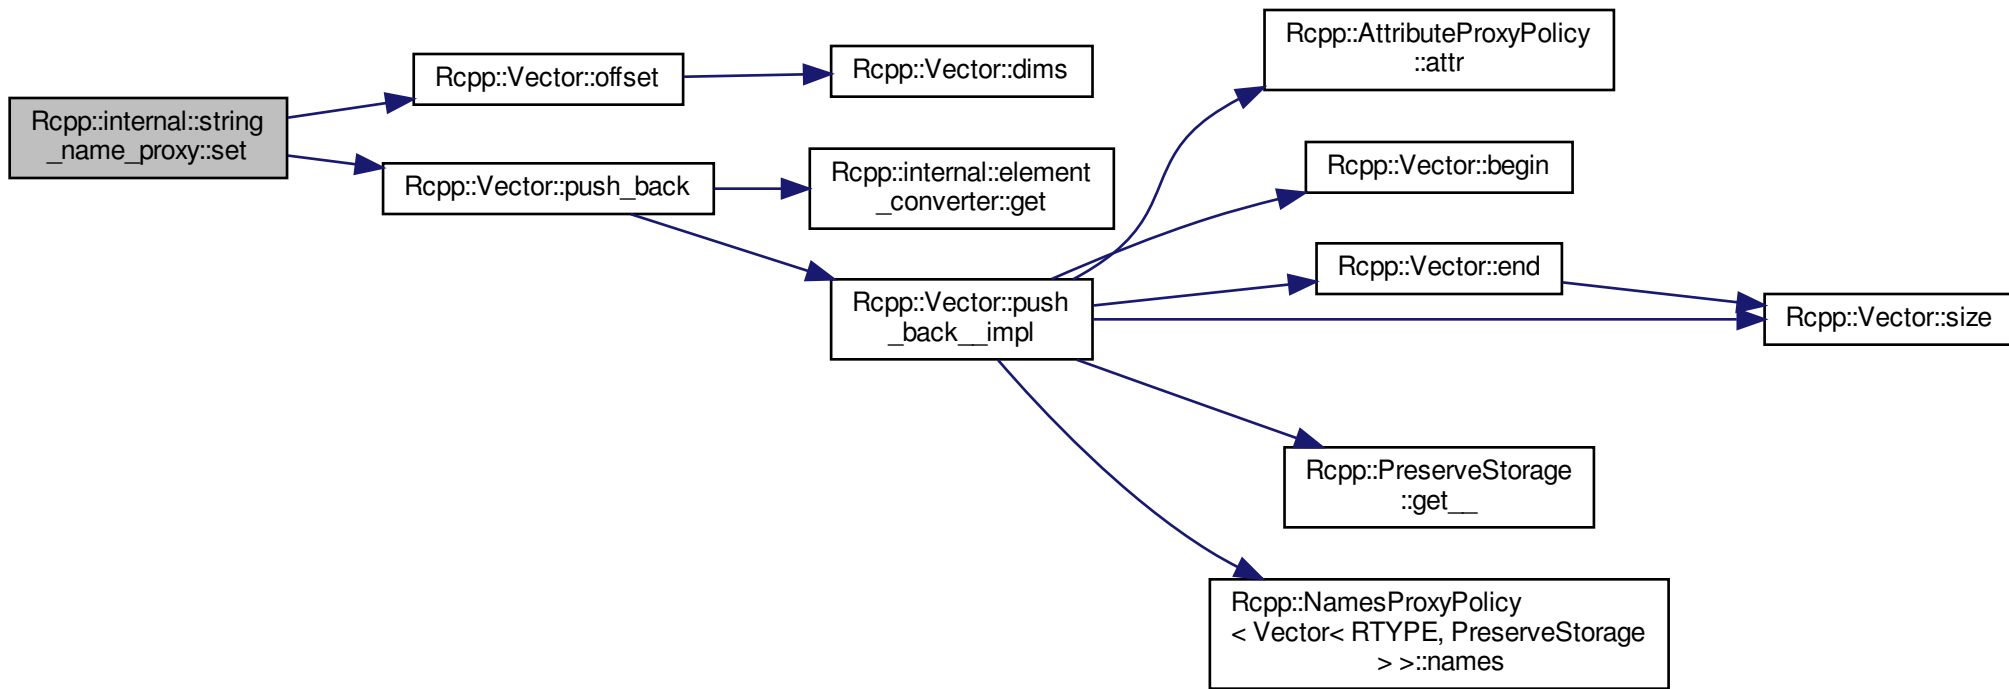 Rcpp::internal::string
_name_proxy::set
Rcpp::Vector::offset
Rcpp::Vector::push_back
Rcpp::Vector::dims
Rcpp::internal::element
_converter::get
Rcpp::Vector::push
_back__impl
Rcpp::AttributeProxyPolicy
::attr
Rcpp::Vector::begin
Rcpp::Vector::end
Rcpp::Vector::size
Rcpp::PreserveStorage
::get__
Rcpp::NamesProxyPolicy
< Vector< RTYPE, PreserveStorage
> >::names